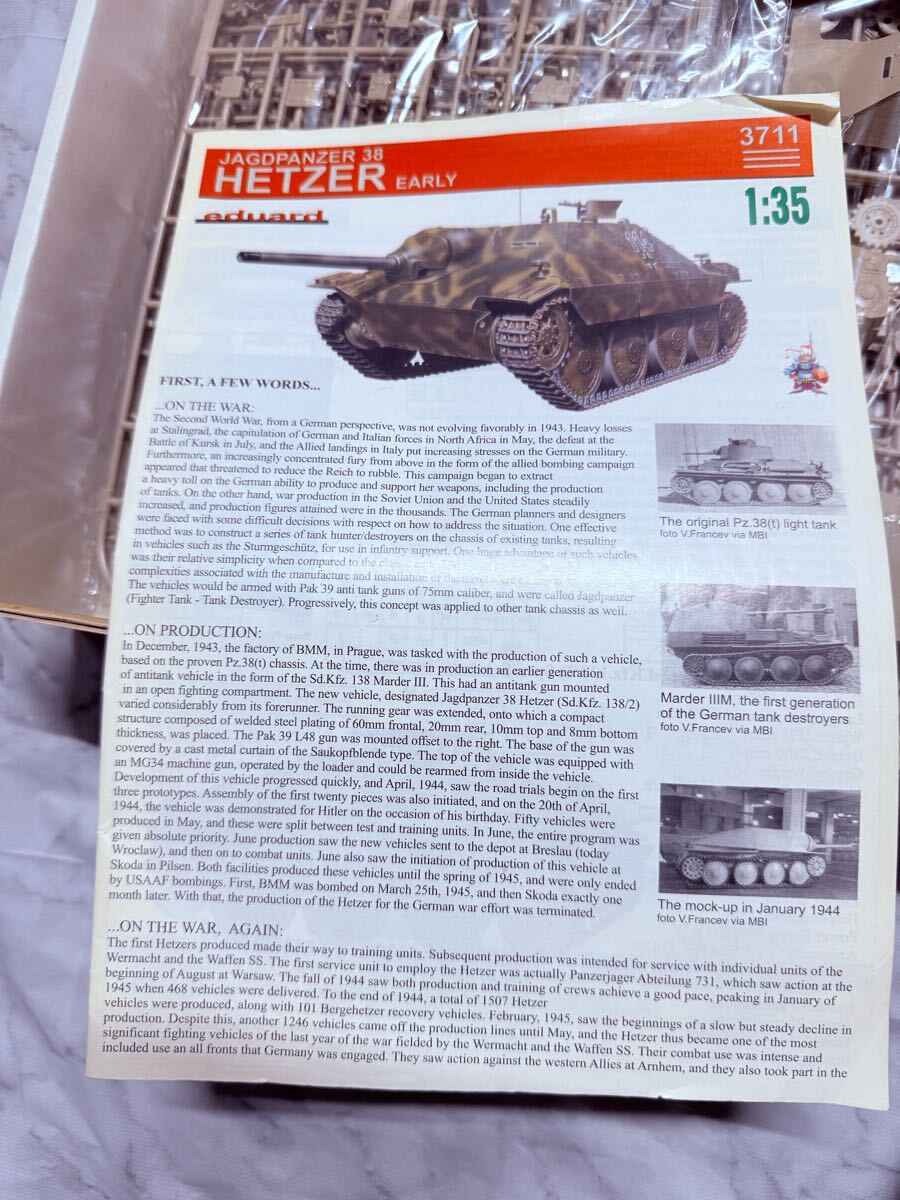 JAGDPANZER 38
HETZER EARLY
3711
eduard
1:35
FIRST, A FEW WORDS...
...ON THE WAR:
The Second World War, from a German perspective, was not evolving favorably in 1943. Heavy losses
at Stalingrad, the capitulation of German and Italian forces in North Africa in May, the defeat at the
Battle of Kursk in July, and the Allied landings in Italy put increasing stresses on the German military.
Furthermore, an increasingly concentrated fury from above in the form of the allied bombing campaign
appeared that threatened to reduce the Reich to rubble. This campaign began to extract
a heavy toll on the German ability to produce and support her weapons, including the production
of tanks. On the other hand, war production in the Soviet Union and the United States steadily
increased, and production figures attained were in the thousands. The German planners and designers
were faced with some difficult decisions with respect on how to address the situation. One effective
method was to construct a series of tank hunter/destroyers on the chassis of existing tanks, resulting
in vehicles such as the Sturmgeschütz, for use in infantry support. One huge advantage of such vehicles
was their relative simplicity when compared to the
complexities associated with the manufacture and installation of the
The vehicles would be armed with Pak 39 anti tank guns of 75mm caliber, and were called Jagdpanzer
(Fighter Tank - Tank Destroyer). Progressively, this concept was applied to other tank chassis as well.
The original Pz.38(t) light tank
foto V.Francev via MBI
...ON PRODUCTION:
In December, 1943, the factory of BMM, in Prague, was tasked with the production of such a vehicle,
based on the proven Pz.38(t) chassis. At the time, there was in production an earlier generation
of antitank vehicle in the form of the Sd.Kfz. 138 Marder III. This had an antitank gun mounted
in an open fighting compartment. The new vehicle, designated Jagdpanzer 38 Hetzer (Sd.Kfz. 138/2)
varied considerably from its forerunner. The running gear was extended, onto which a compact
structure composed of welded steel plating of 60mm frontal, 20mm rear, 10mm top and 8mm bottom
thickness, was placed. The Pak 39 L48 gun was mounted offset to the right. The base of the gun was
covered by a cast metal curtain of the Saukopfblende type. The top of the vehicle was equipped with
an MG34 machine gun, operated by the loader and could be rearmed from inside the vehicle.
Development of this vehicle progressed quickly, and April, 1944, saw the road trials begin on the first
three prototypes. Assembly of the first twenty pieces was also initiated, and on the 20th of April,
1944, the vehicle was demonstrated for Hitler on the occasion of his birthday. Fifty vehicles were
produced in May, and these were split between test and training units. In June, the entire program was
given absolute priority. June production saw the new vehicles sent to the depot at Breslau (today
Wroclaw), and then on to combat units. June also saw the initiation of production of this vehicle at
Skoda in Pilsen. Both facilities produced these vehicles until the spring of 1945, and were only ended
by USAAF bombings. First, BMM was bombed on March 25th, 1945, and then Skoda exactly one
month later. With that, the production of the Hetzer for the German war effort was terminated.
Marder IIIM, the first generation
of the German tank destroyers
foto V.Francev via MBI
The mock-up in January 1944
foto V.Francev via MBI
...ON THE WAR, AGAIN:
The first Hetzers produced made their way to training units. Subsequent production was intended for service with individual units of the
Wermacht and the Waffen SS. The first service unit to employ the Hetzer was actually Panzerjager Abteilung 731, which saw action at the
beginning of August at Warsaw. The fall of 1944 saw both production and training of crews achieve a good pace, peaking in January of
1945 when 468 vehicles were delivered. To the end of 1944, a total of 1507 Hetzer
vehicles were produced, along with 101 Bergehetzer recovery vehicles. February, 1945, saw the beginnings of a slow but steady decline in
production. Despite this, another 1246 vehicles came off the production lines until May, and the Hetzer thus became one of the most
significant fighting vehicles of the last year of the war fielded by the Wermacht and the Waffen SS. Their combat use was intense and
included use an all fronts that Germany was engaged. They saw action against the western Allies at Arnhem, and they also took part in the